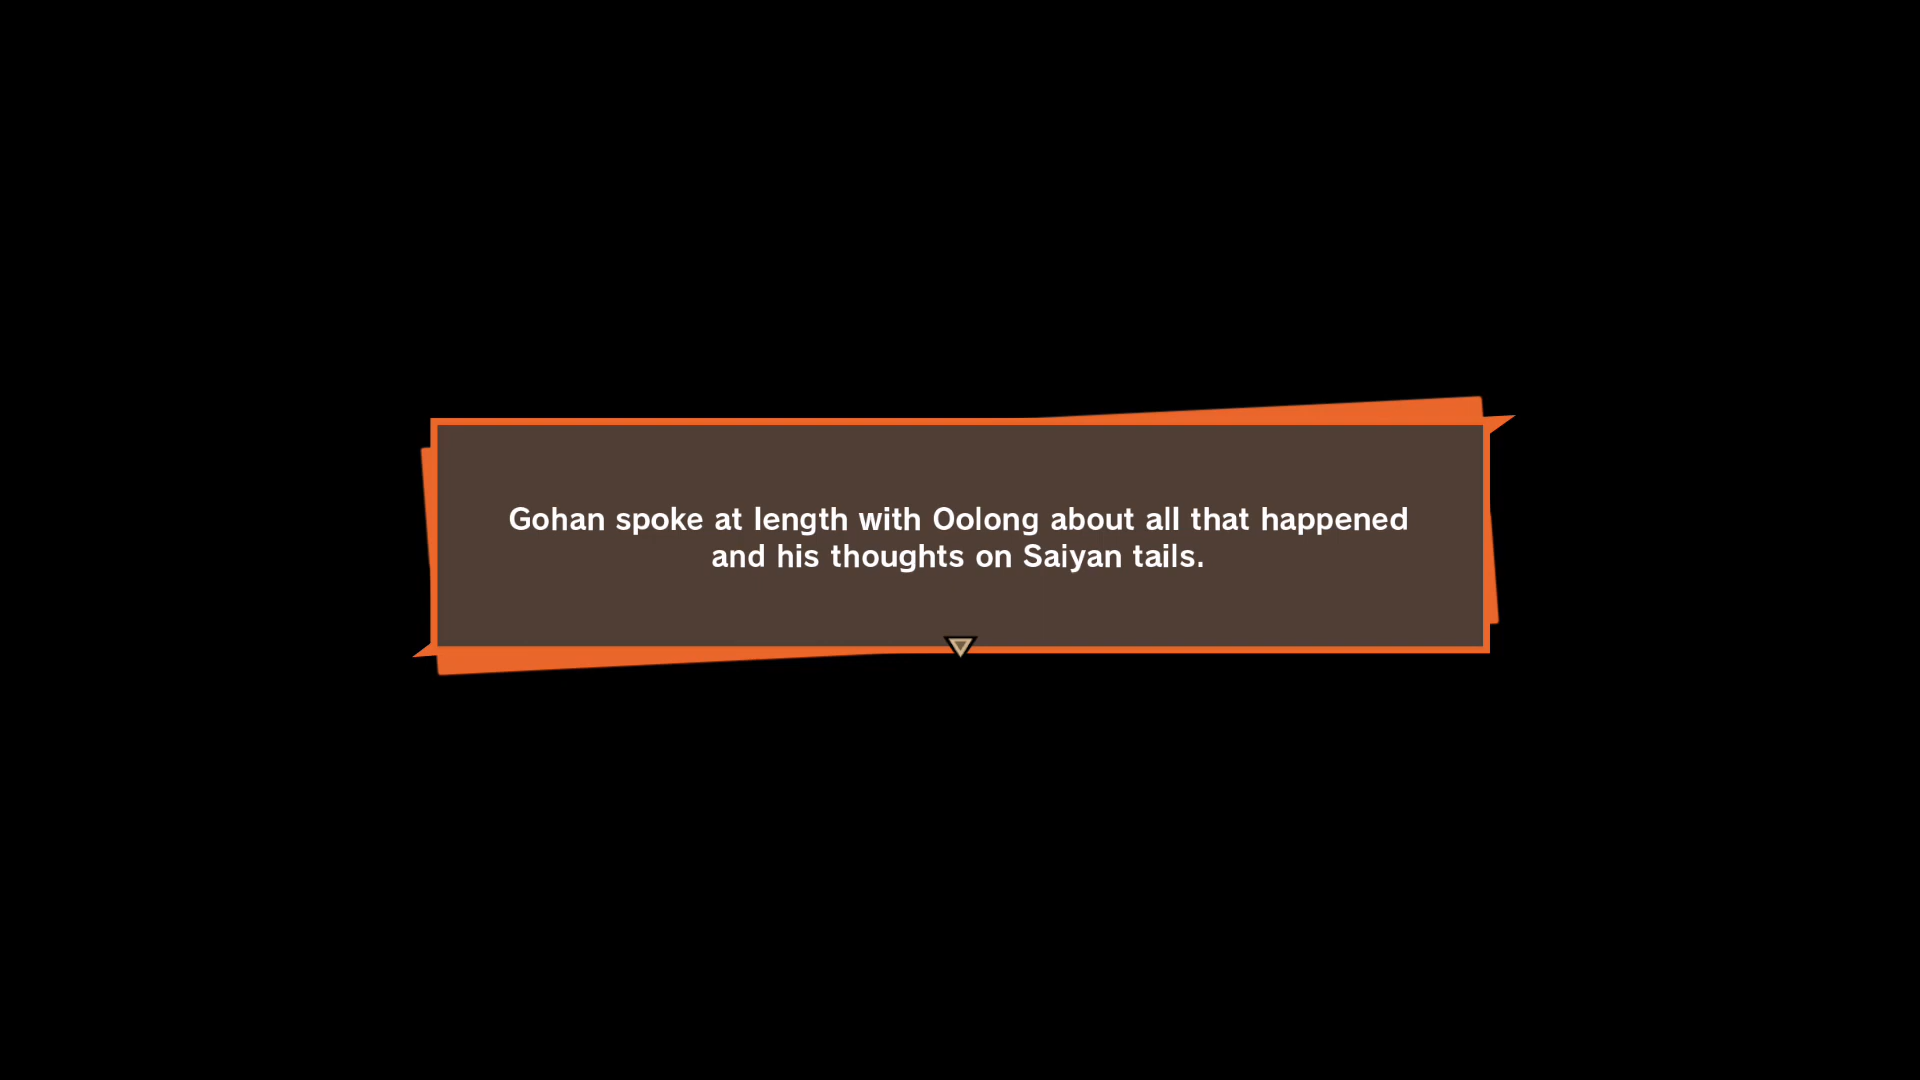 Gohan spoke at length with Oolong about all that happened
and his thoughts on Saiyan tails.